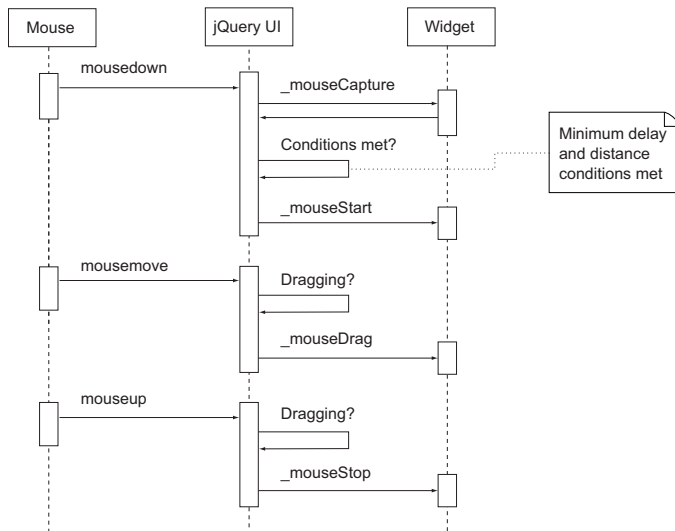 Mouse
jQuery UI
Widget
mousedown
_mouseCapture
Conditions met?
Minimum delay
and distance
conditions met
_mouseStart
mousemove
Dragging?
_mouseDrag
mouseup
Dragging?
_mouseStop